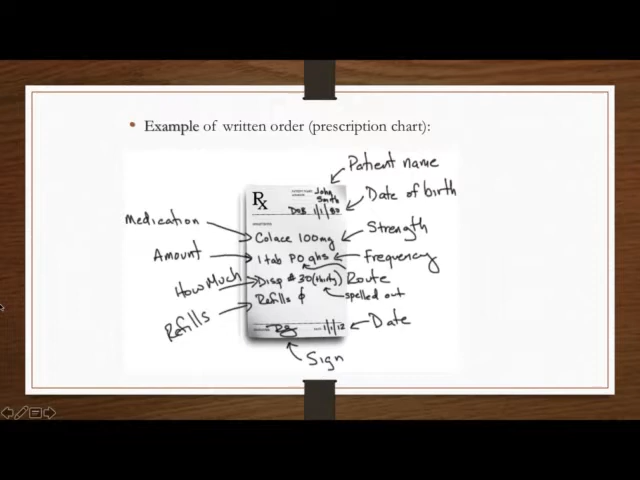 • Example of written order (prescription chart):
Patient name
Rx
John
Smith
Date of birth
DOB 1/1/80
Medication
Strength
Colace 100mg
Amount
1 tab PO qhs
Frequency
How Much
Disp # 30 (thirty)
Route
spelled out
Refills
Refills ϕ
1/1/12
Date
Sign